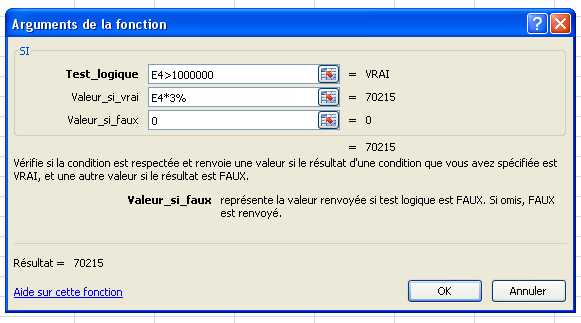 Arguments de la fonction
SI
Test_logique E4>1000000 = VRAI
Valeur_si_vrai E4*3% = 70215
Valeur_si_faux 0 = 0
= 70215
Vérifie si la condition est respectée et renvoie une valeur si le résultat d'une condition que vous avez spécifiée est
VRAI, et une autre valeur si le résultat est FAUX.
Valeur_si_faux représente la valeur renvoyée si test logique est FAUX. Si omis, FAUX
est renvoyé.
Résultat = 70215
Aide sur cette fonction
OK
Annuler